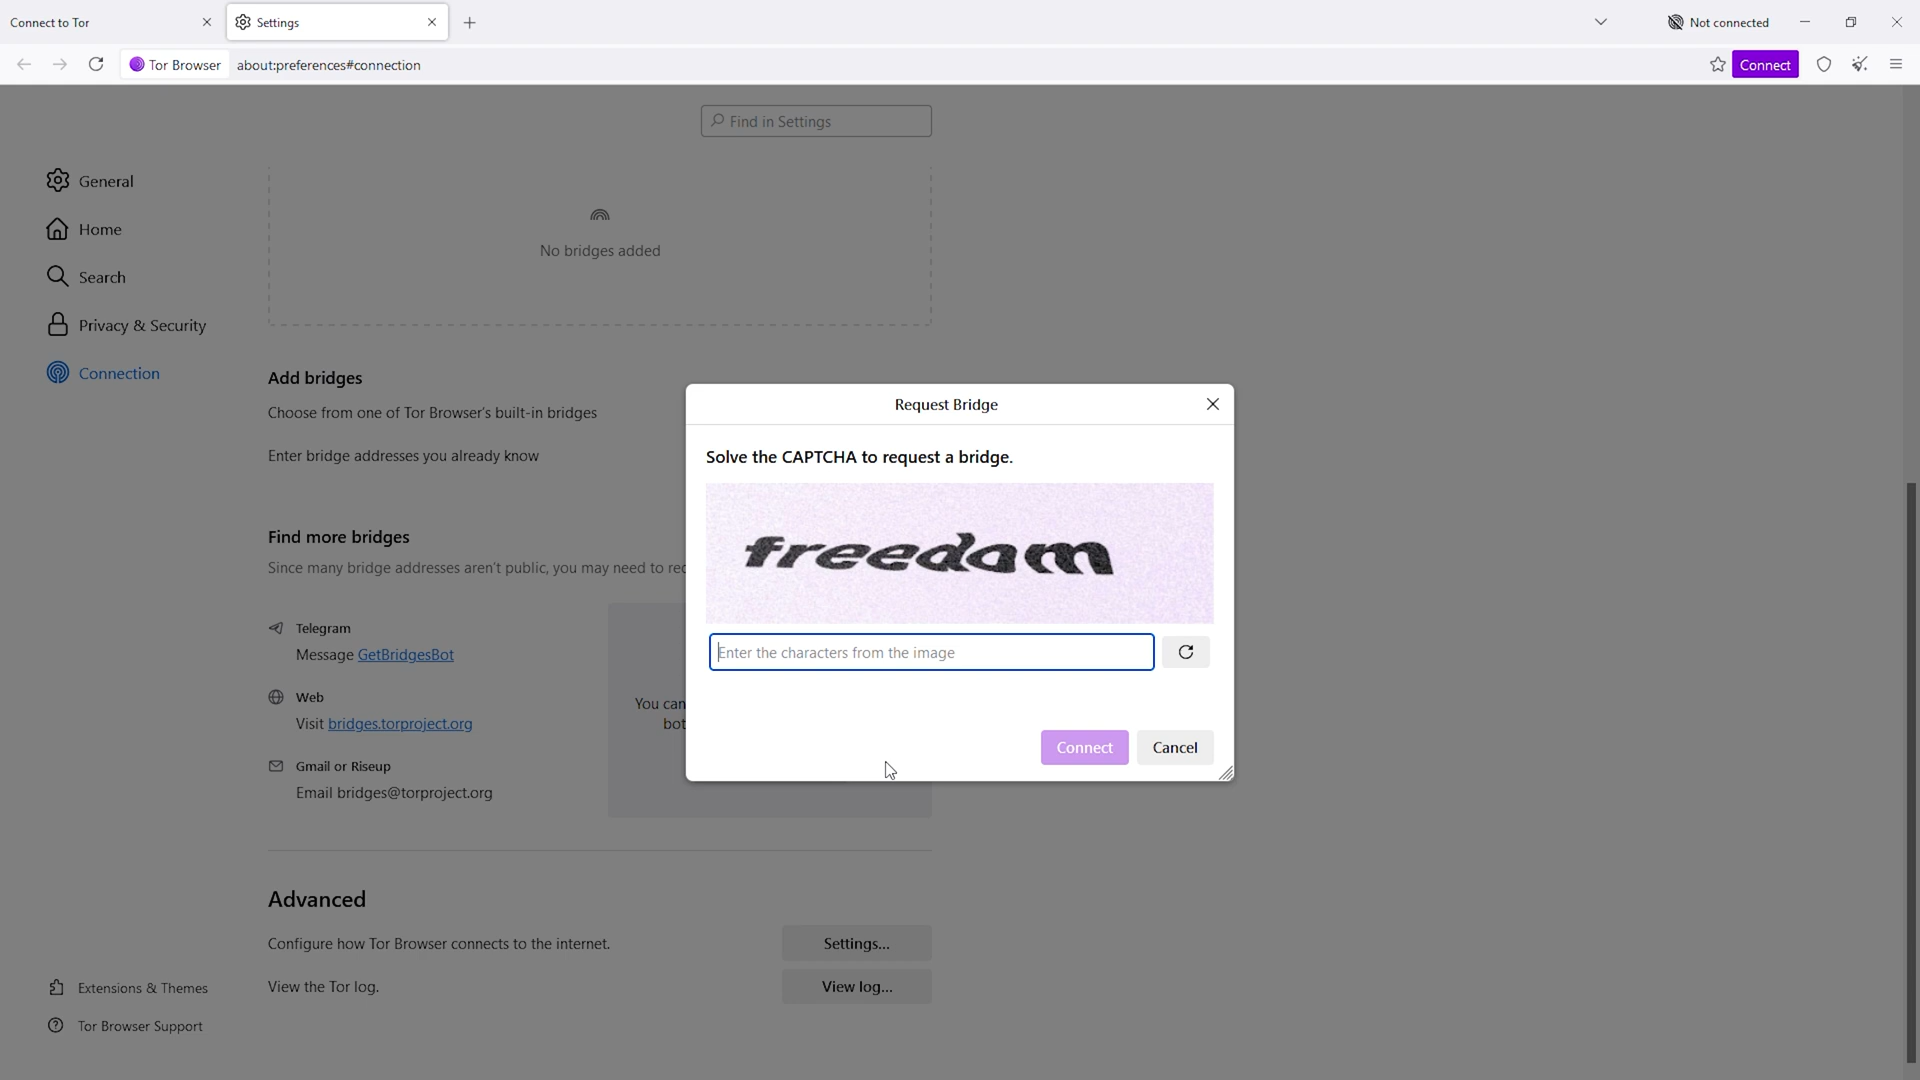 Connect to Tor
Settings
Not connected
Tor Browser
about:preferences#connection
Connect
Find in Settings
General
Home
Search
Privacy & Security
Connection
No bridges added
Add bridges
Choose from one of Tor Browser's built-in bridges
Enter bridge addresses you already know
Find more bridges
Since many bridge addresses aren't public, you may need to
Telegram
Message GetBridgesBot
Web
Visit bridges.torproject.org
Gmail or Riseup
Email bridges@torproject.org
You can
bot
Request Bridge
Solve the CAPTCHA to request a bridge.
freedam
Enter the characters from the image
Connect
Cancel
Advanced
Configure how Tor Browser connects to the internet.
Settings...
View the Tor log.
View log...
Extensions & Themes
Tor Browser Support